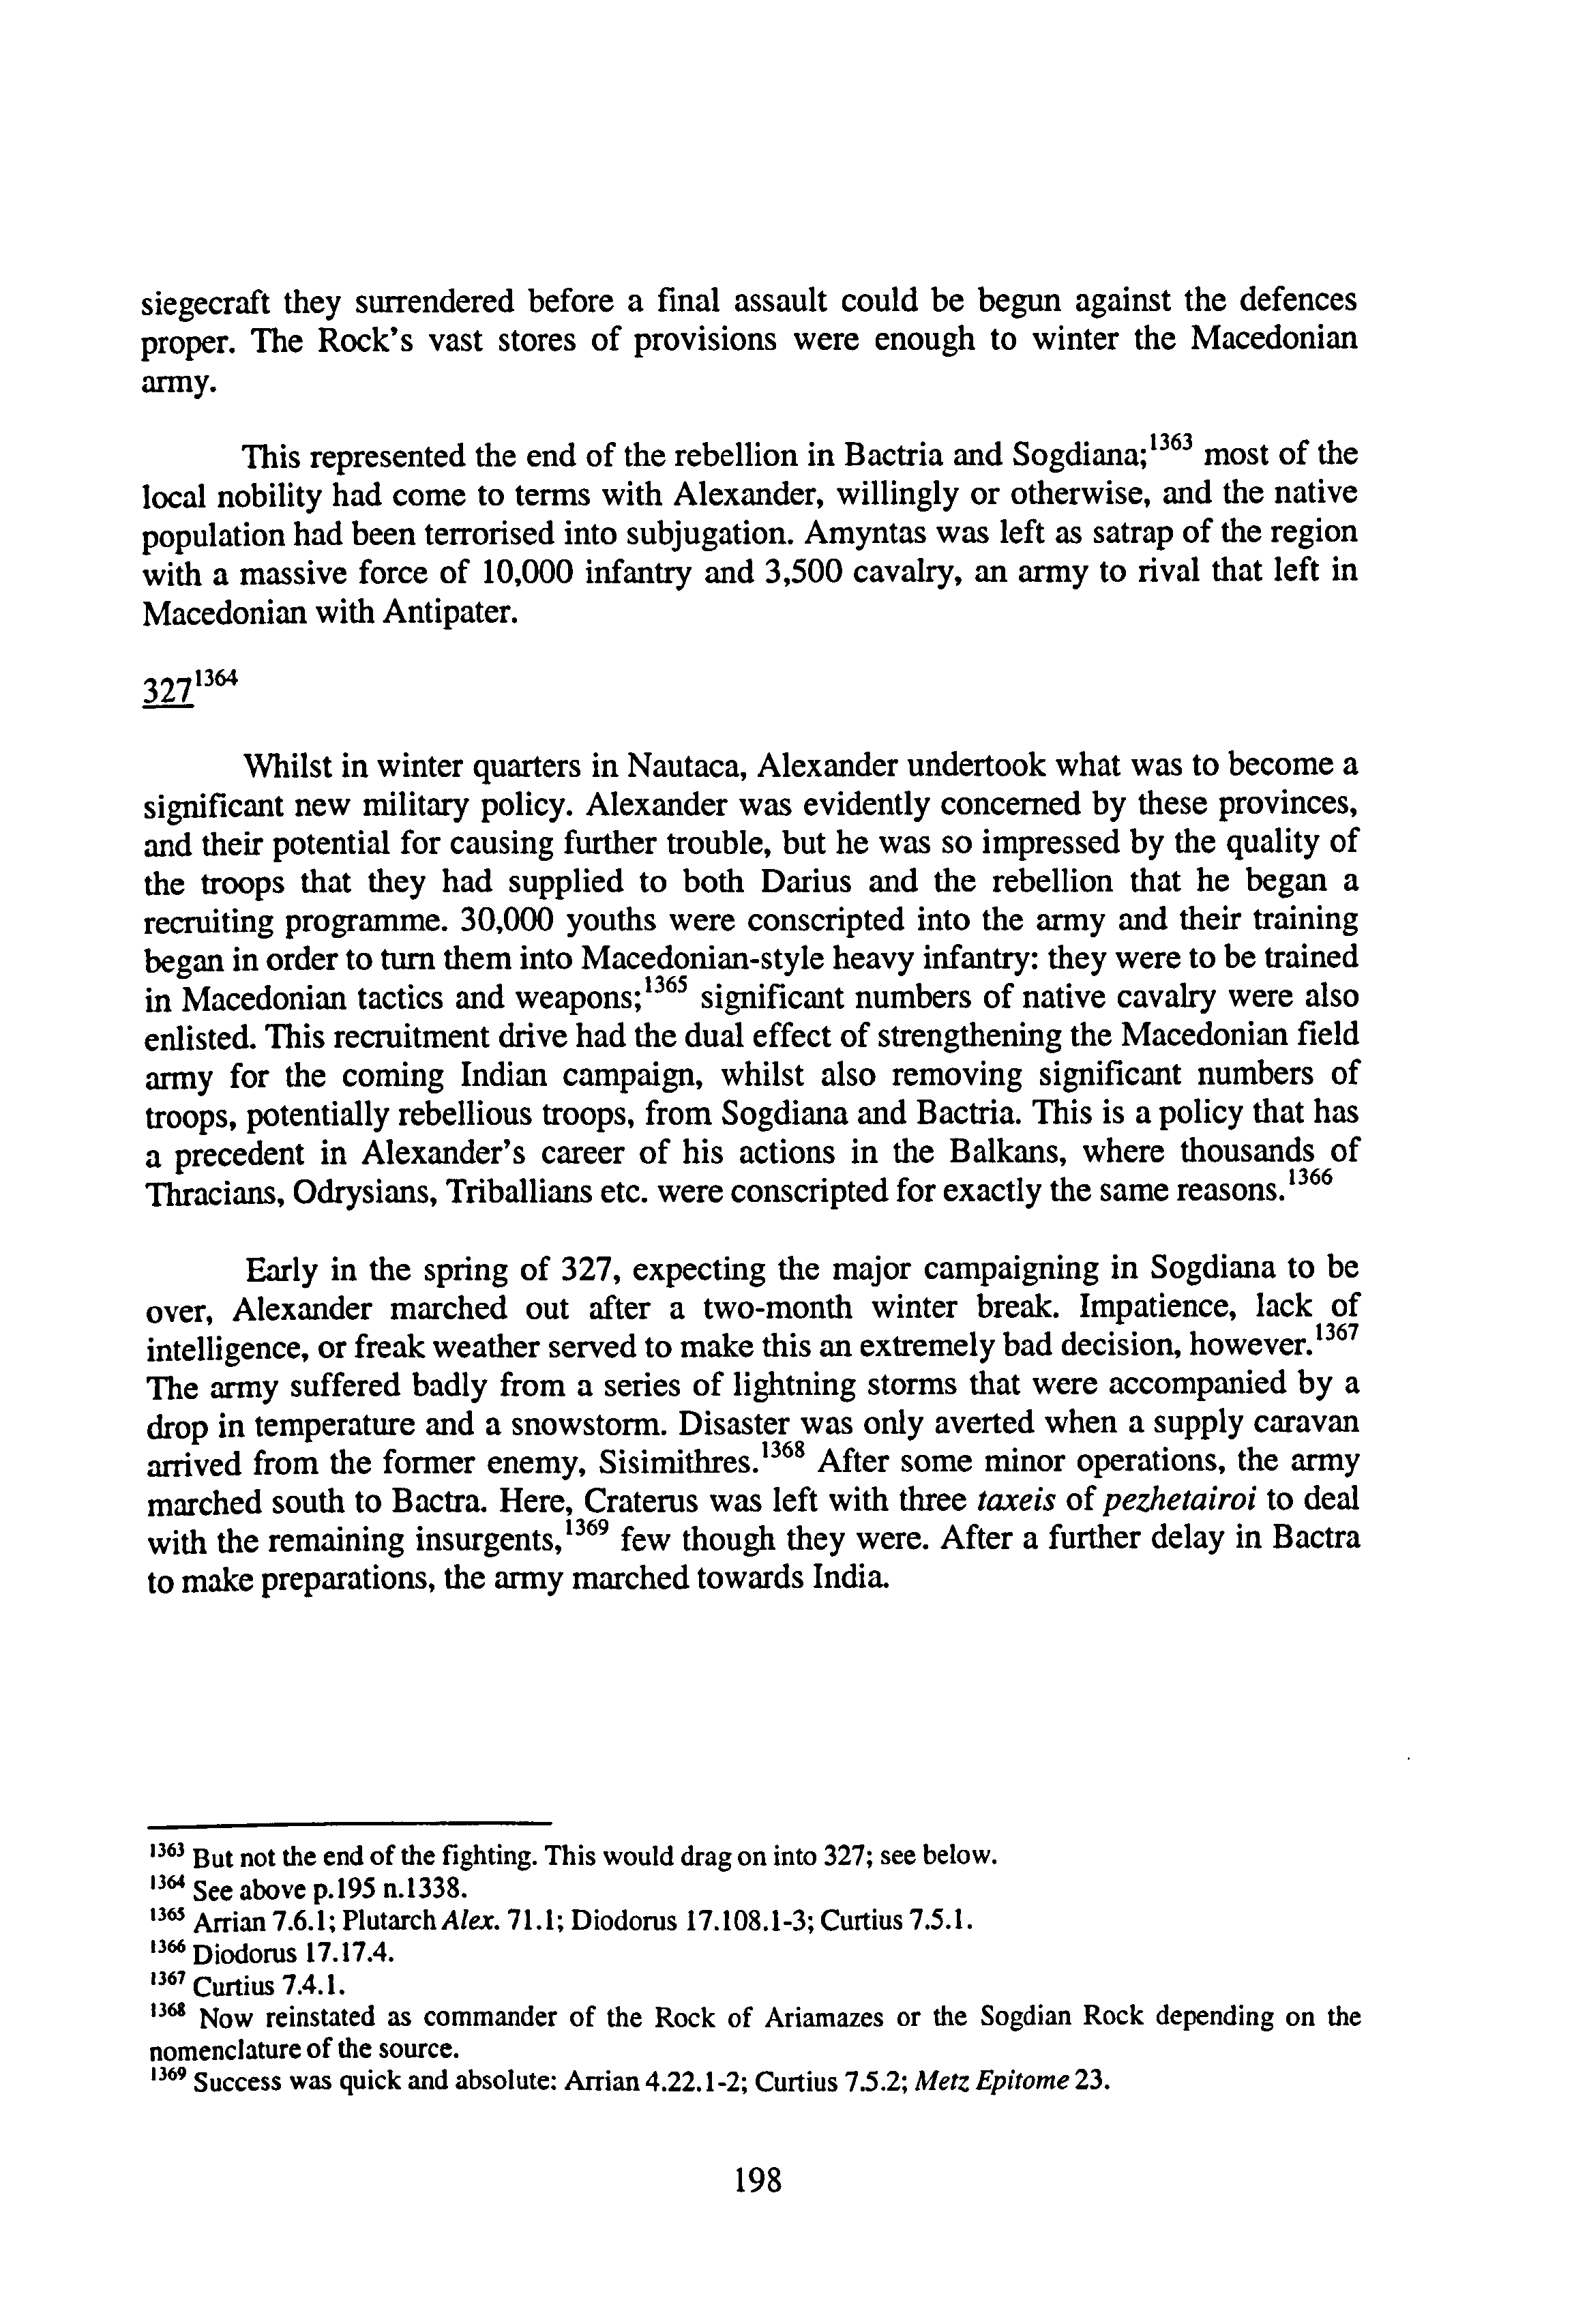 siegecraft they surrendered before a final assault could be begun against the defences
proper. The Rock's vast stores of provisions were enough to winter the Macedonian
army.
This represented the end of the rebellion in Bactria and Sogdiana;1363 most of the
local nobility had come to terms with Alexander, willingly or otherwise, and the native
population had been terrorised into subjugation. Amyntas was left as satrap of the region
with a massive force of 10,000 infantry and 3,500 cavalry, an army to rival that left in
Macedonian with Antipater.
3271364
Whilst in winter quarters in Nautaca, Alexander undertook what was to become a
significant new military policy. Alexander was evidently concerned by these provinces,
and their potential for causing further trouble, but he was so impressed by the quality of
the troops that they had supplied to both Darius and the rebellion that he began a
recruiting programme. 30,000 youths were conscripted into the army and their training
began in order to turn them into Macedonian-style heavy infantry: they were to be trained
in Macedonian tactics and weapons;1365 significant numbers of native cavalry were also
enlisted. This recruitment drive had the dual effect of strengthening the Macedonian field
army for the coming Indian campaign, whilst also removing significant numbers of
troops, potentially rebellious troops, from Sogdiana and Bactria. This is a policy that has
a precedent in Alexander's career of his actions in the Balkans, where thousands of
Thracians, Odrysians, Triballians etc. were conscripted for exactly the same reasons.1366
Early in the spring of 327, expecting the major campaigning in Sogdiana to be
over, Alexander marched out after a two-month winter break. Impatience, lack of
intelligence, or freak weather served to make this an extremely bad decision, however.1367
The army suffered badly from a series of lightning storms that were accompanied by a
drop in temperature and a snowstorm. Disaster was only averted when a supply caravan
arrived from the former enemy, Sisimithres.1368 After some minor operations, the army
marched south to Bactra. Here, Craterus was left with three taxeis of pezhetairoi to deal
with the remaining insurgents,1369 few though they were. After a further delay in Bactra
to make preparations, the army marched towards India.
1363 But not the end of the fighting. This would drag on into 327; see below.
1364 See above p.195 n.1338.
1365 Arrian 7.6.1; Plutarch Alex. 71.1; Diodorus 17.108.1-3; Curtius 7.5.1.
1366 Diodorus 17.17.4.
1367 Curtius 7.4.1.
1368 Now reinstated as commander of the Rock of Ariamazes or the Sogdian Rock depending on the
nomenclature of the source.
1369 Success was quick and absolute: Arrian 4.22.1-2; Curtius 7.5.2; Metz Epitome 23.
198